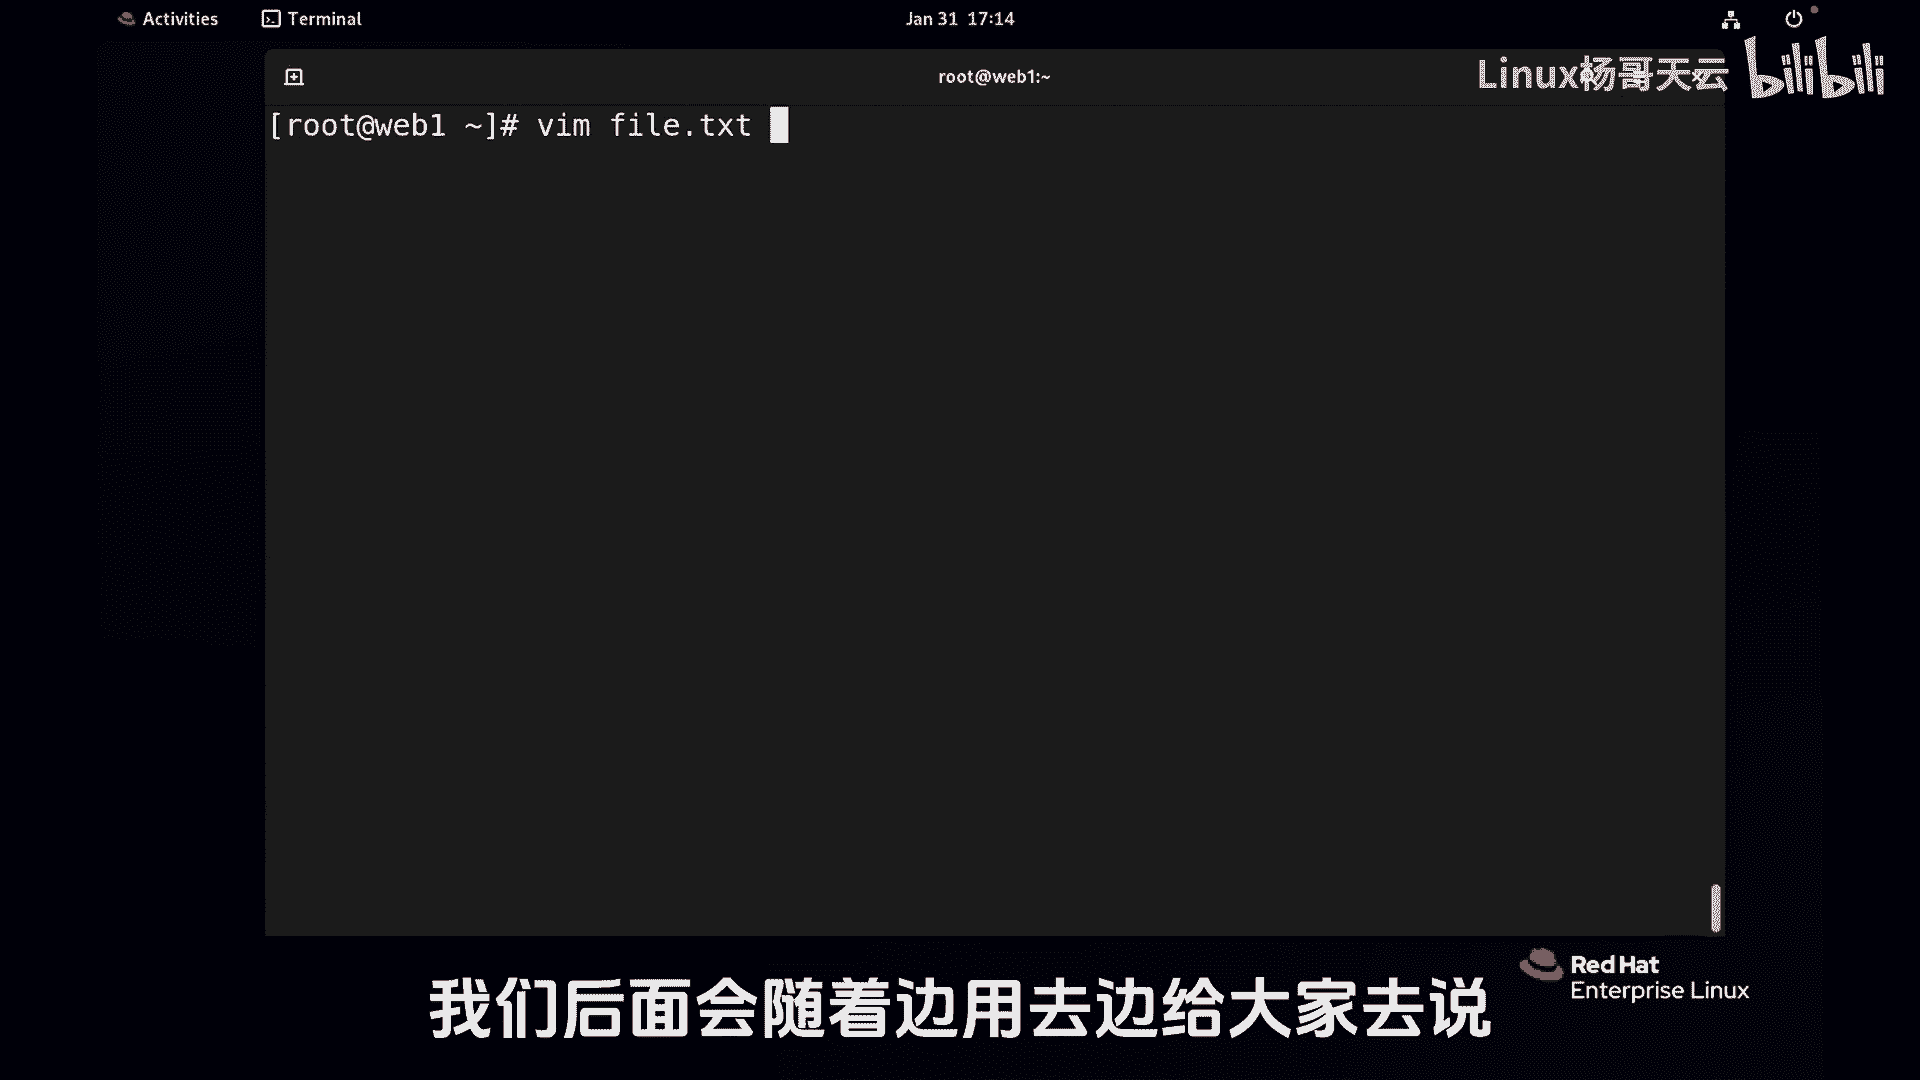 Activities Terminal Jan 31 17:14
root@web1:~
Linux杨哥天云 bilibili
[root@web1 ~]# vim file.txt
Red Hat
Enterprise Linux
我们后面会随着边用去边给大家去说